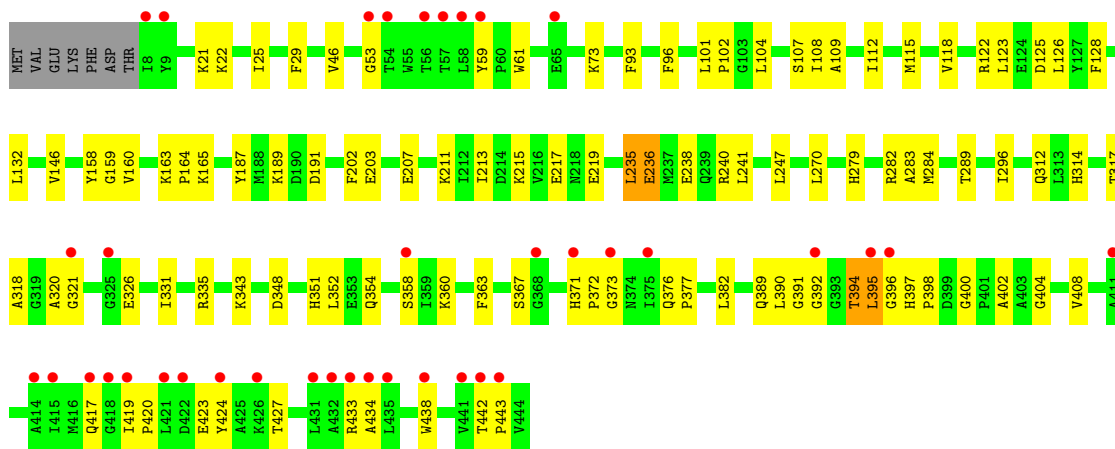 MET VAL GLU LYS PHE ASP THR I8 Y9 K21 K22 I25 F29 V46 G53 T54 W55 T56 T57 L58 Y59 P60 W61 E65 K73 F93 F96 L101 P102 G103 L104 S107 I108 A109 I112 M115 V118 R122 L123 E124 D125 L126 Y127 F128
L132 V146 Y158 G159 V160 K163 P164 K165 Y187 M188 K189 D190 D191 F202 E203 E207 K211 I212 I213 D214 K215 V216 E217 N218 E219 L235 E236 M237 E238 Q239 R240 L241 L247 L270 H279 R282 A283 M284 T289 I296 Q312 L313 H314 T317
A318 G319 A320 G321 G325 E326 I331 R335 K343 D348 H351 L352 E353 Q354 S358 I359 K360 F363 S367 G368 H371 P372 G373 N374 I375 Q376 P377 L382 Q389 L390 G391 G392 G393 T394 L395 G396 H397 P398 D399 G400 P401 A402 A403 G404 V408 A411
A414 I415 M416 Q417 G418 I419 P420 L421 D422 E423 Y424 A425 K426 T427 L431 A432 R433 A434 L435 W438 V441 T442 P443 V444